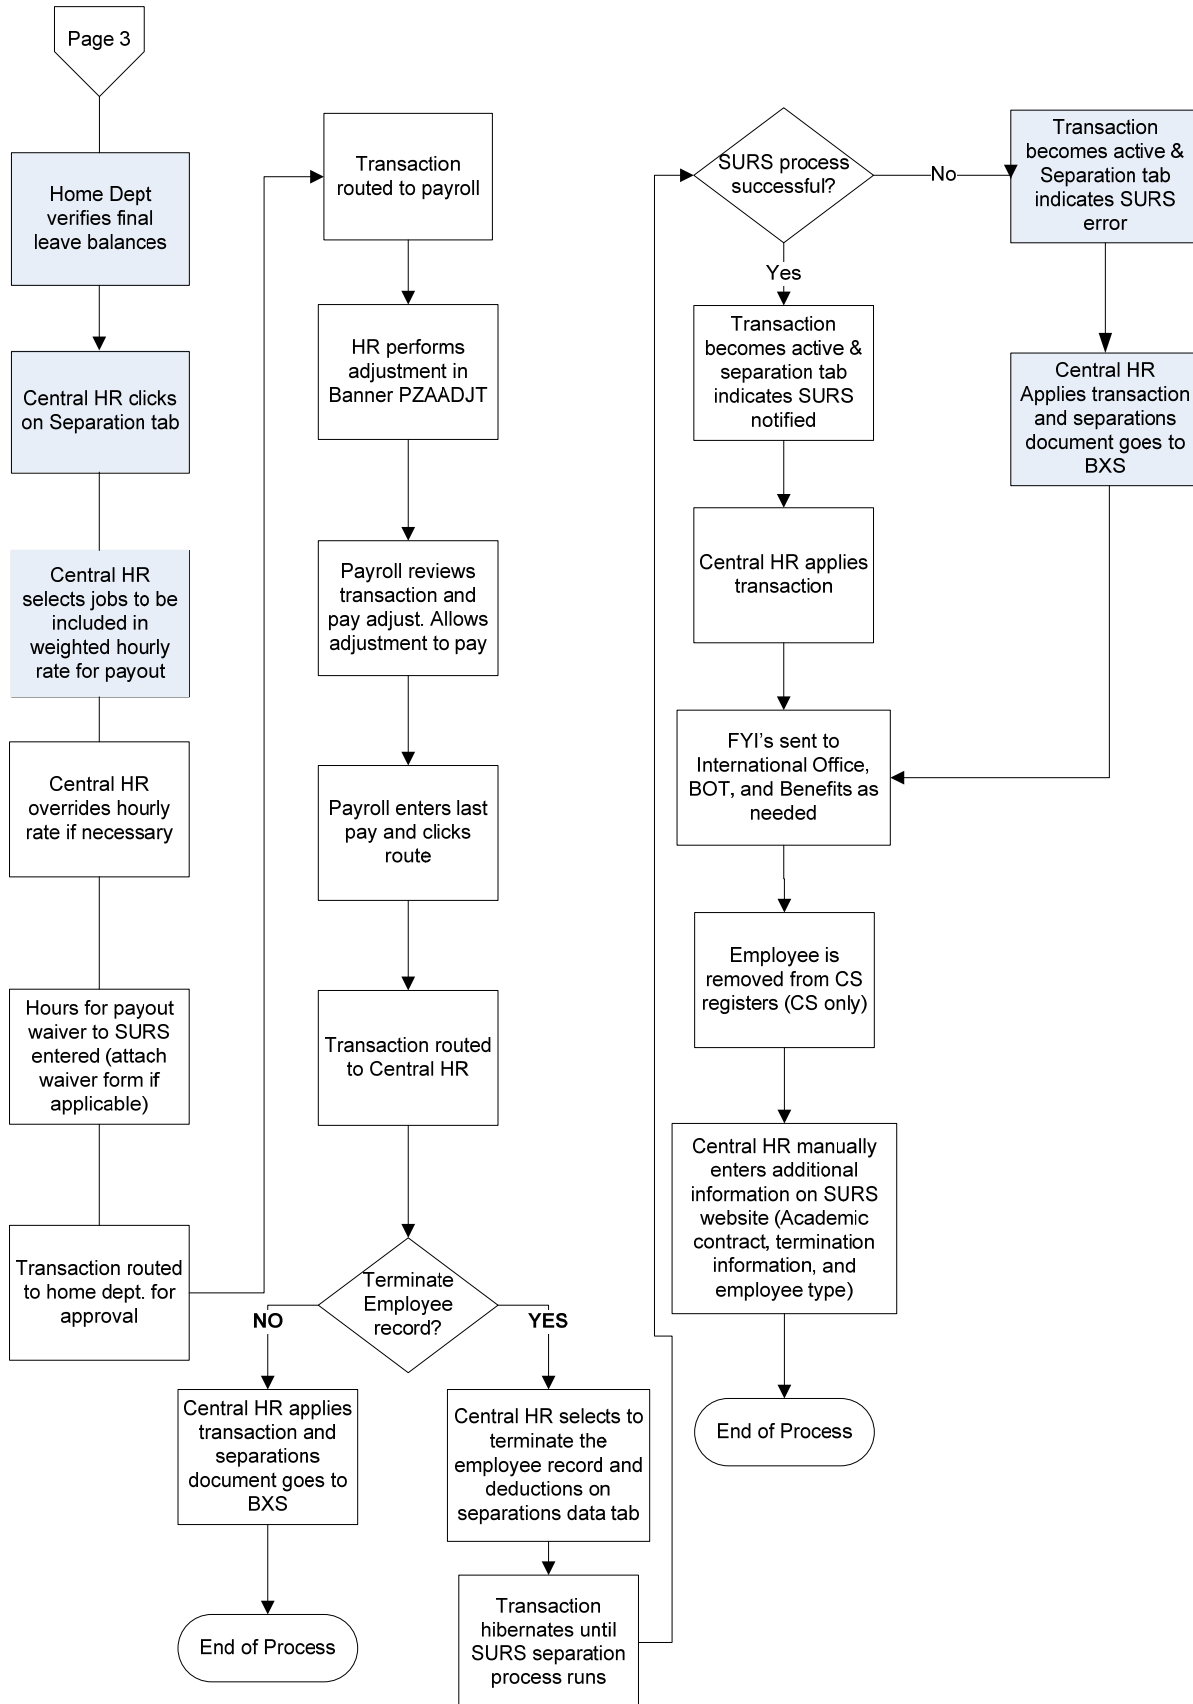 Page 3
Home Dept
verifies final
leave balances
Central HR clicks
on Separation tab
Central HR
selects jobs to be
included in
weighted hourly
rate for payout
Central HR
overrides hourly
rate if necessary
Hours for payout
waiver to SURS
entered (attach
waiver form if
applicable)
Transaction routed
to home dept. for
approval
Transaction
routed to payroll
HR performs
adjustment in
Banner PZAADJT
Payroll reviews
transaction and
pay adjust. Allows
adjustment to pay
Payroll enters last
pay and clicks
route
Transaction routed
to Central HR
Terminate
Employee
record?
NO
YES
Central HR applies
transaction and
separations
document goes to
BXS
End of Process
Central HR selects to
terminate the
employee record and
deductions on
separations data tab
Transaction
hibernates until
SURS separation
process runs
SURS process
successful?
No
Yes
Transaction
becomes active &
Separation tab
indicates SURS
error
Central HR
Applies transaction
and separations
document goes to
BXS
Transaction
becomes active &
separation tab
indicates SURS
notified
Central HR applies
transaction
FYI's sent to
International Office,
BOT, and Benefits as
needed
Employee is
removed from CS
registers (CS only)
Central HR manually
enters additional
information on SURS
website (Academic
contract, termination
information, and
employee type)
End of Process